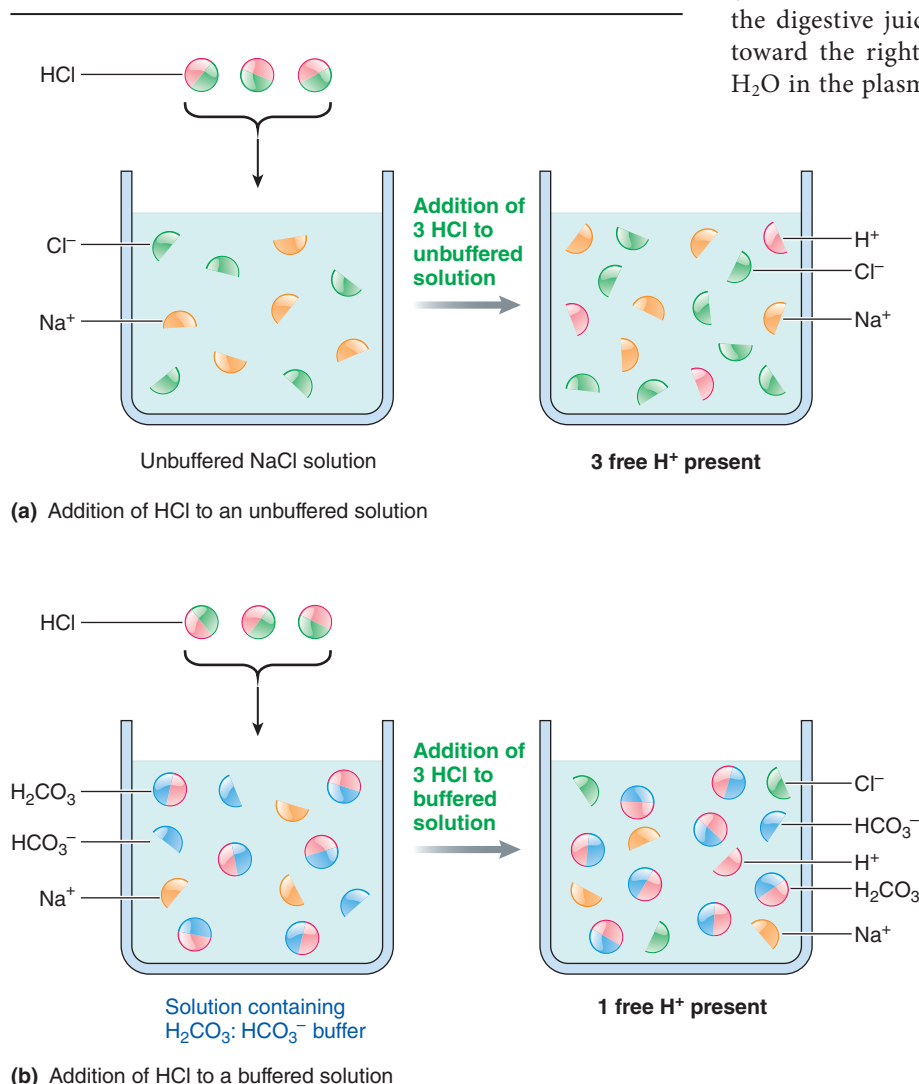 the digestive juic
toward the right
H₂O in the plasm
HCl
Cl⁻
Na⁺
Addition of
3 HCl to
unbuffered
solution
H⁺
Cl⁻
Na⁺
Unbuffered NaCl solution
3 free H⁺ present
(a) Addition of HCl to an unbuffered solution
HCl
H₂CO₃
HCO₃⁻
Na⁺
Addition of
3 HCl to
buffered
solution
Cl⁻
HCO₃⁻
H⁺
H₂CO₃
Na⁺
Solution containing
H₂CO₃: HCO₃⁻ buffer
1 free H⁺ present
(b) Addition of HCl to a buffered solution